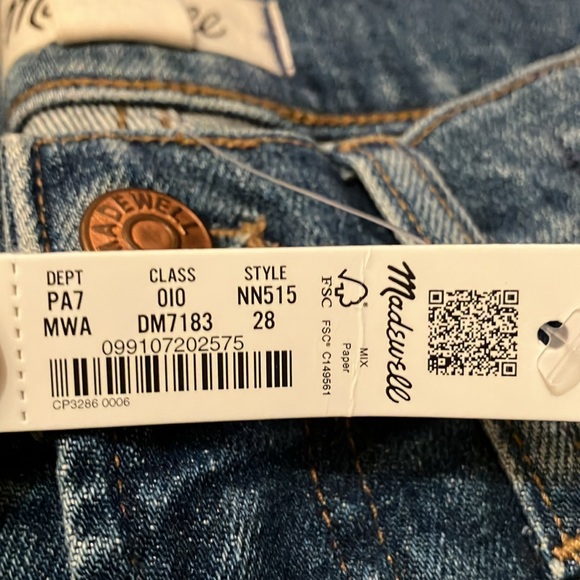 MADEWELL
DEPT CLASS STYLE
PA7 010 NN515
MWA DM7183 28
099107202575
CP3286 0006
FSC
FSC® C149561
MIX
Paper
Madewell